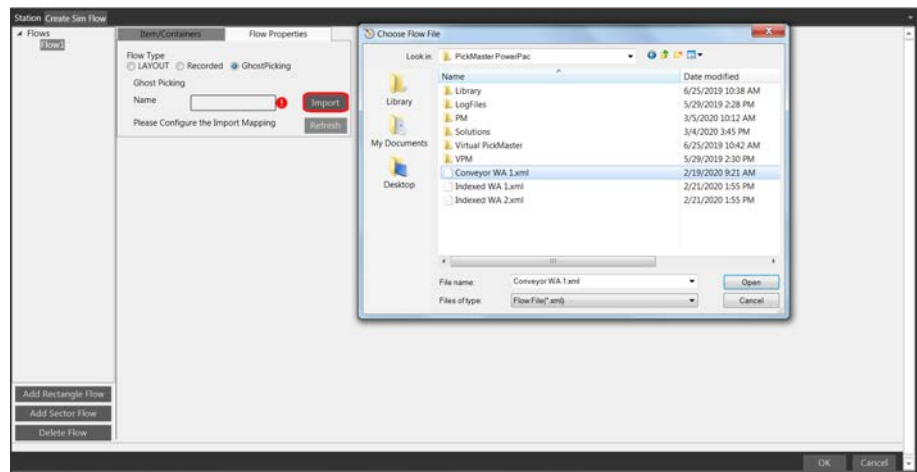 Station Create Sim Flow
Flows
Flow1
Item/Containers Flow Properties
Flow Type
LAYOUT Recorded GhostPicking
Ghost Picking
Name Import
Please Configure the Import Mapping Refresh
Add Rectangle Flow
Add Sector Flow
Delete Flow
Choose Flow File
Look in: PickMaster PowerPac
Library
My Documents
Desktop
Name Date modified
Library 6/25/2019 10:38 AM
LogFiles 5/29/2019 2:28 PM
PM 3/5/2020 10:12 AM
Solutions 3/4/2020 3:45 PM
Virtual PickMaster 6/25/2019 10:42 AM
VPM 5/29/2019 2:30 PM
Conveyor WA 1.xml 2/19/2020 9:21 AM
Indexed WA 1.xml 2/21/2020 1:55 PM
Indexed WA 2.xml 2/21/2020 1:55 PM
File name: Conveyor WA 1.xml Open
Files of type: Flow File(*.xml) Cancel
OK Cancel